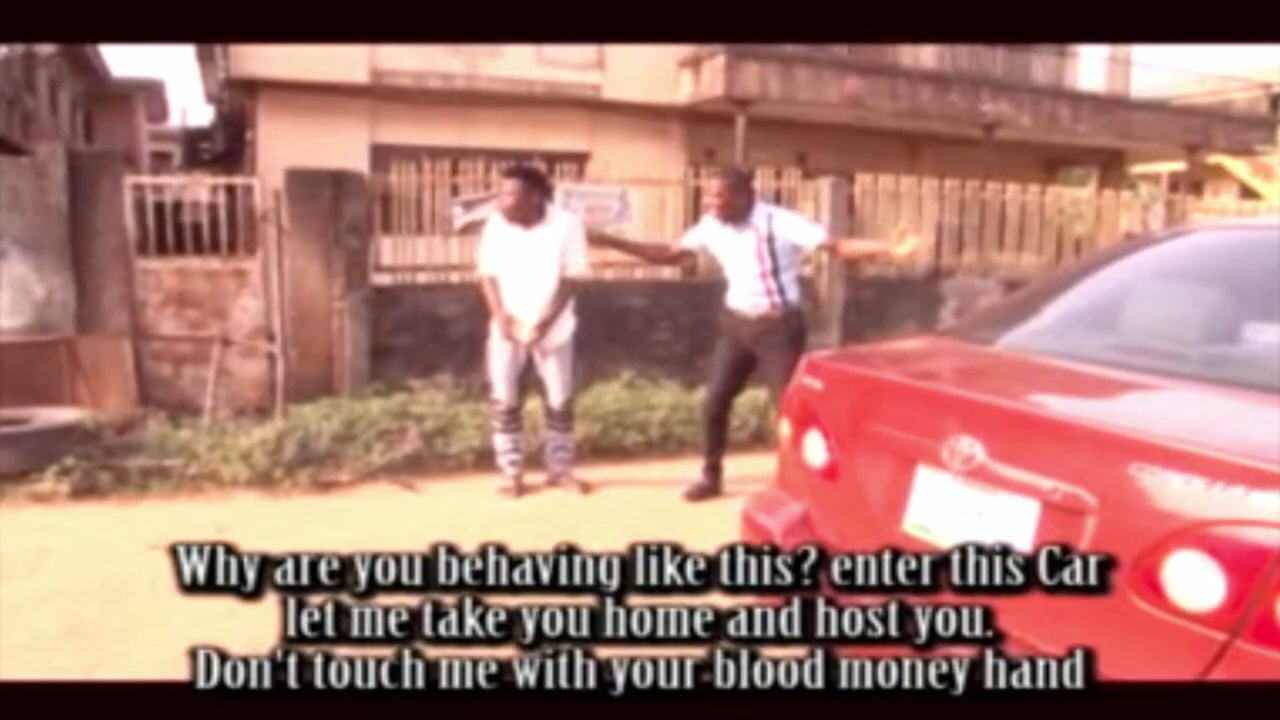 Why are you behaving like this? enter this Car
let me take you home and host you.
Don't touch me with your blood money hand